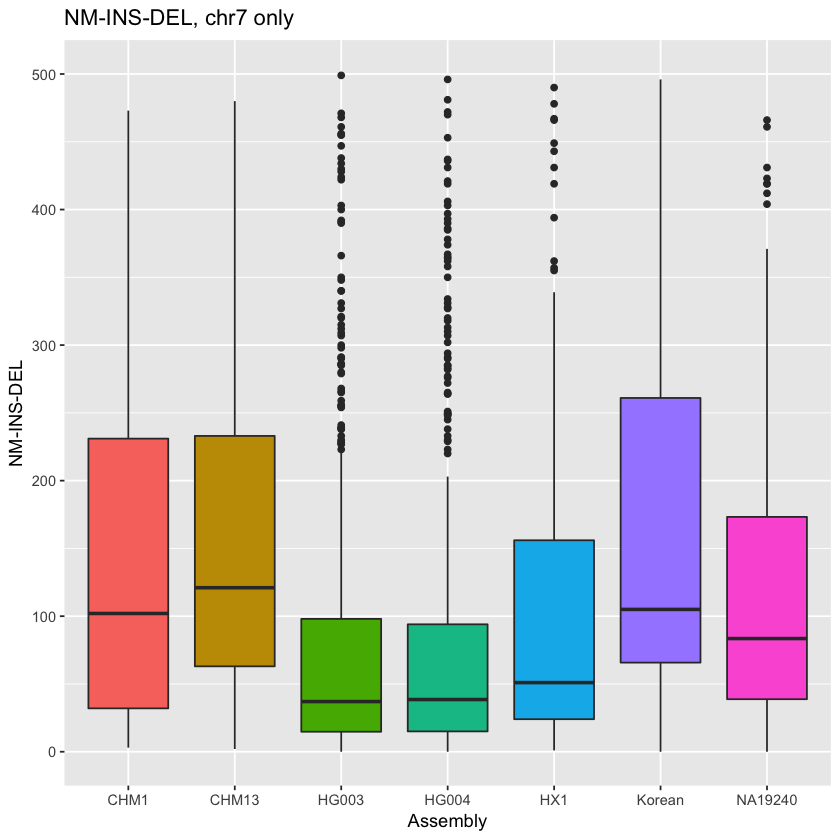 NM-INS-DEL, chr7 only
500
400
300
200
100
0
NM-INS-DEL
CHM1 CHM13 HG003 HG004 HX1 Korean NA19240
Assembly